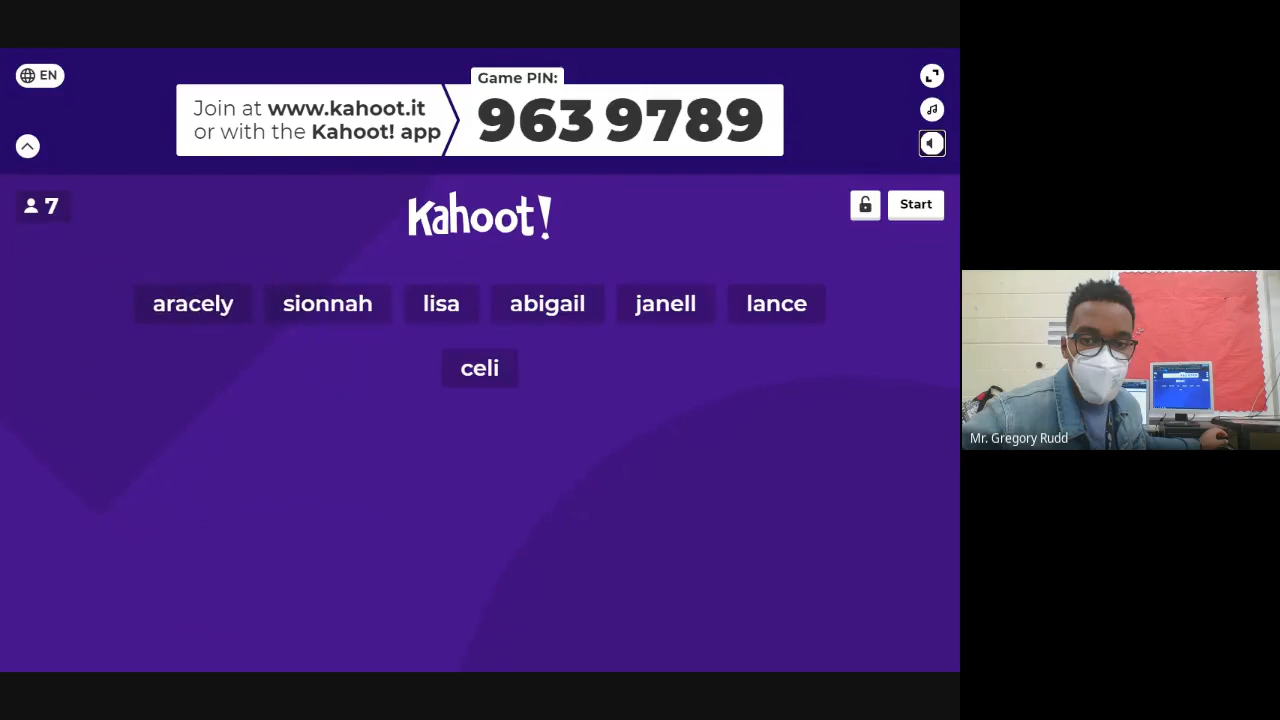 EN
Join at www.kahoot.it
or with the Kahoot! app
Game PIN:
963 9789
7
Kahoot!
Start
aracely
sionnah
lisa
abigail
janell
lance
celi
Mr. Gregory Rudd